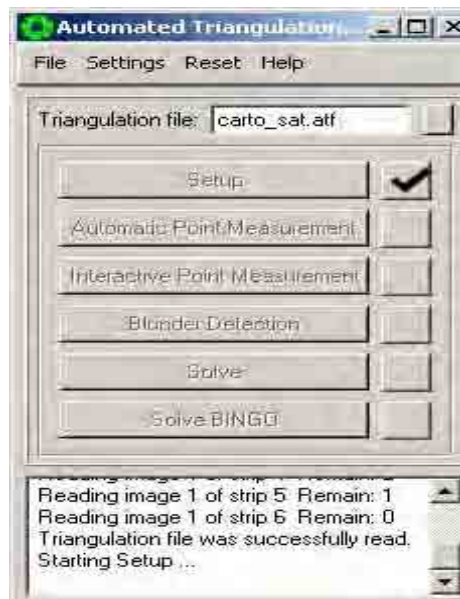 Automated Triangulation...
File Settings Reset Help
Triangulation file: carto_sat.atf
Setup
Automatic Point Measurement
Interactive Point Measurement
Blunder Detection
Solve
Solve BINGO
Reading image 1 of strip 5 Remain: 1
Reading image 1 of strip 6 Remain: 0
Triangulation file was successfully read.
Starting Setup ...